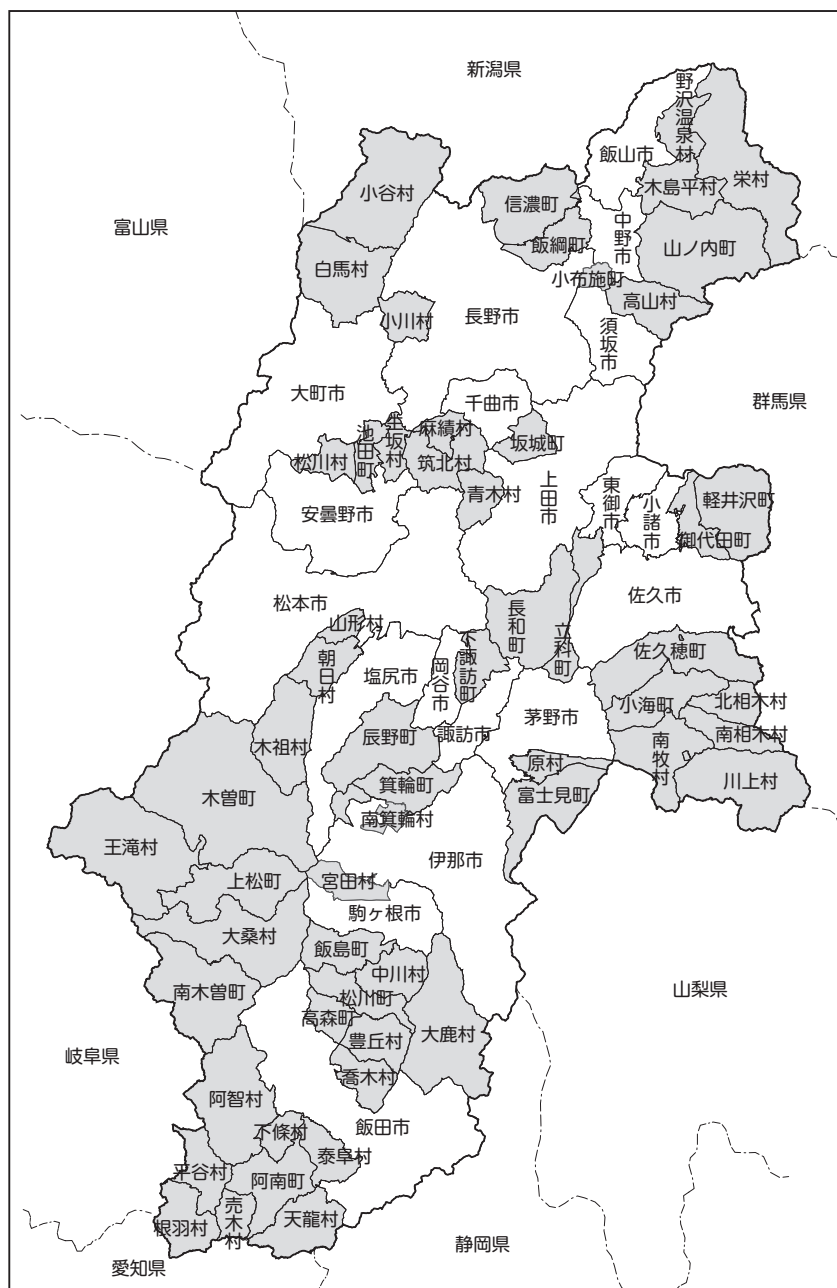 新潟県
野沢温泉村
飯山市
栄村
木島平村
小谷村
信濃町
富山県
中野市
飯綱町
山ノ内町
白馬村
小布施町
高山村
小川村
長野市
須坂市
大町市
群馬県
千曲市
麻績村
生坂村
池田町
坂城町
松川村
筑北村
青木村
上田市
東御市
小諸市
軽井沢町
安曇野市
御代田町
佐久市
松本市
長和町
立科町
山形村
朝日村
塩尻市
岡谷市
下諏訪町
佐久穂町
北相木村
小海町
茅野市
木祖村
辰野町
諏訪市
南相木村
南牧村
原村
川上村
木曽町
箕輪町
富士見町
南箕輪村
王滝村
伊那市
上松町
宮田村
駒ヶ根市
大桑村
飯島町
中川村
南木曽町
松川町
山梨県
高森町
大鹿村
豊丘村
岐阜県
喬木村
阿智村
飯田市
下條村
泰阜村
平谷村
阿南町
売木村
天龍村
根羽村
静岡県
愛知県